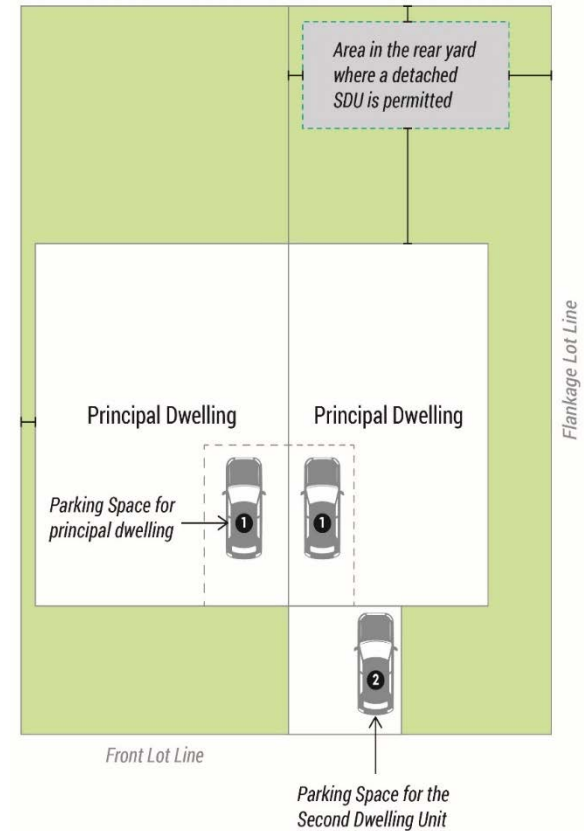 Area in the rear yard
where a detached
SDU is permitted
Flankage Lot Line
Principal Dwelling
Principal Dwelling
Parking Space for
principal dwelling
1
1
2
Front Lot Line
Parking Space for the
Second Dwelling Unit